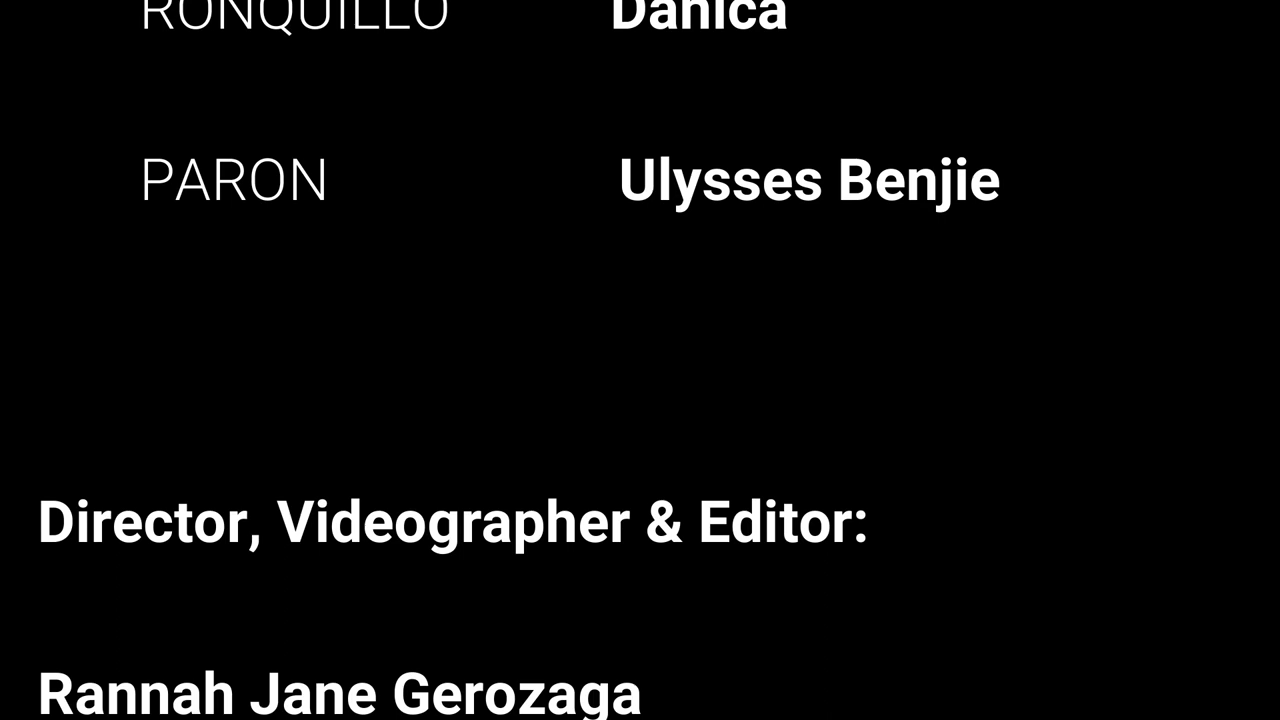 RONQUILLO Danica
PARON Ulysses Benjie
Director, Videographer & Editor:
Rannah Jane Gerozaga